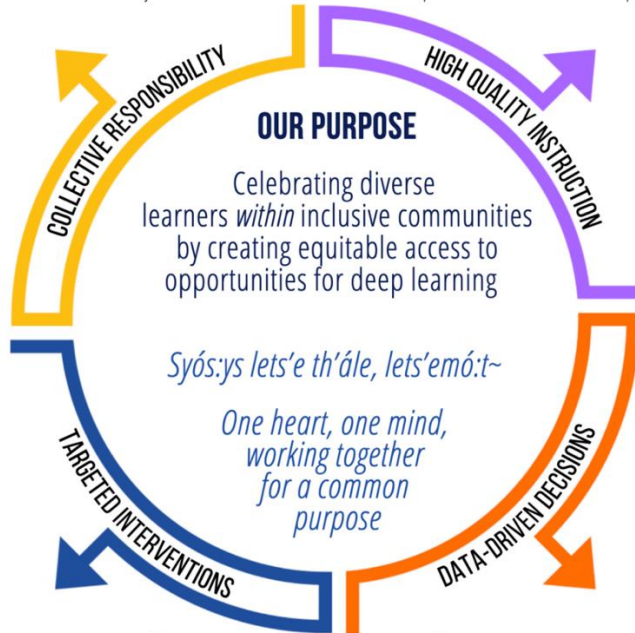 COLLECTIVE RESPONSIBILITY
HIGH QUALITY INSTRUCTION
OUR PURPOSE
Celebrating diverse
learners within inclusive communities
by creating equitable access to
opportunities for deep learning
Syós:ys lets'e th'ále, lets'emó:t~
One heart, one mind,
working together
for a common
purpose
TARGETED INTERVENTIONS
DATA-DRIVEN DECISIONS